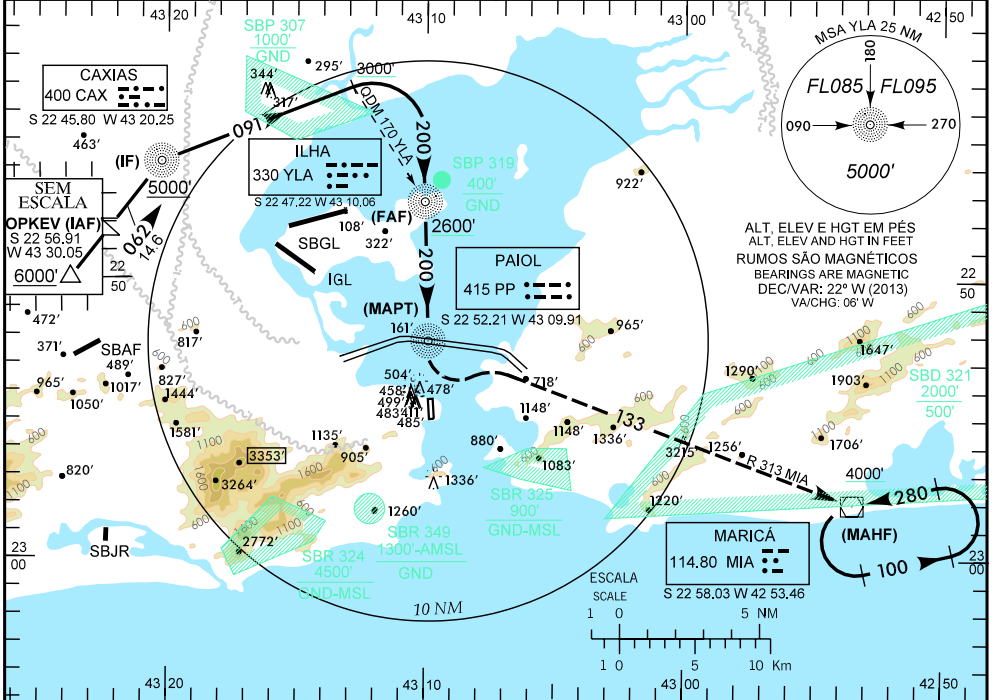 43 20
43 10
43 00
42 50
SBP 307
1000'
GND
344'
317'
295'
3000'
MSA YLA 25 NM
180
FL085
FL095
090
270
5000'
CAXIAS
400 CAX
S 22 45.80 W 43 20.25
463'
(IF)
5000'
091
QDM 170 YLA
200
ILHA
330 YLA
S 22 47,22 W 43 10,06
SBP 319
400'
GND
922'
SEM
ESCALA
OPKEV (IAF)
S 22 56.91
W 43 30.05
6000'
062
14.6
108'
(FAF)
2600'
322'
SBGL
IGL
200
PAIOL
415 PP
S 22 52.21 W 43 09.91
(MAPT)
161'
ALT, ELEV E HGT EM PÉS
ALT, ELEV AND HGT IN FEET
RUMOS SÃO MAGNÉTICOS
BEARINGS ARE MAGNETIC
DEC/VAR: 22º W (2013)
VA/CHG: 06' W
22
50
22
50
472'
371'
SBAF
489'
817'
965'
1050'
1017'
827'
1444'
1581'
504'
458'
478'
499'
483'
411'
485'
718'
965'
600
1148'
1148'
1336'
133
1290'
1647'
1903'
1706'
1100
600
SBD 321
2000'
500'
600
1100
1600
3353'
3264'
1135'
905'
820'
880'
1083'
3215'
1256'
R 313 MIA
4000'
280
100
(MAHF)
600
1336'
1260'
1220'
SBR 325
900'
GND-MSL
SBR 349
1300'-AMSL
GND
2772'
SBR 324
4500'
GND-MSL
SBJR
23
00
23
00
MARICÁ
114.80 MIA
S 22 58.03 W 42 53.46
10 NM
ESCALA
SCALE
1 0 5 NM
1 0 5 10 Km
43 20
43 10
43 00
42 50